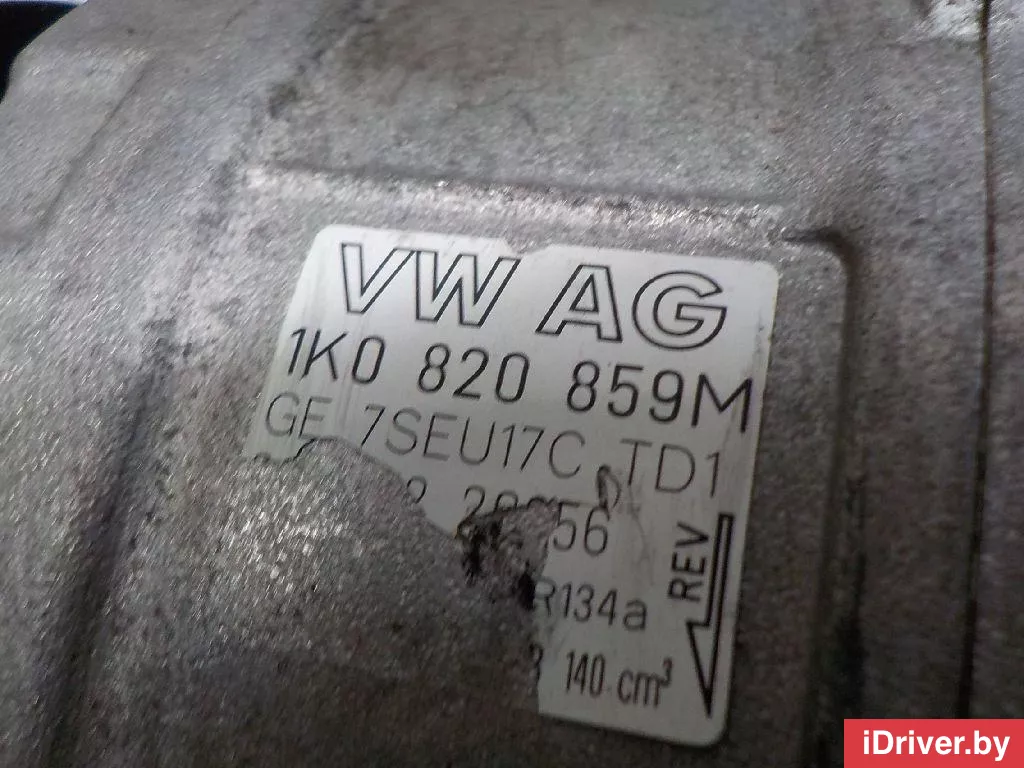 VW AG
1K0 820 859M
GE 7SEU17C TD1
56
R134a
140 cm³
REV
iDriver.by